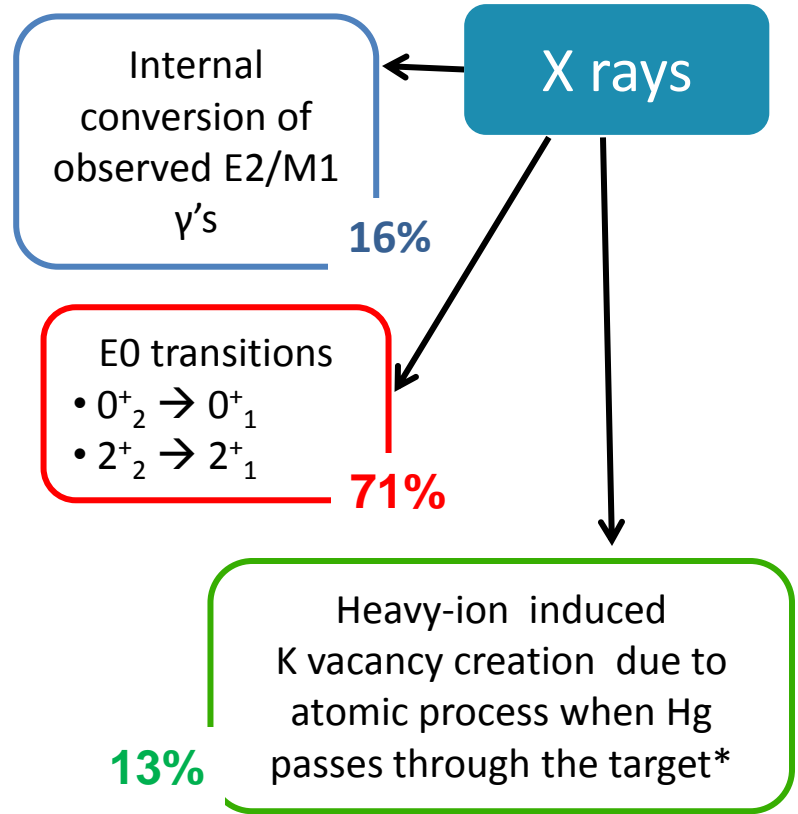 X rays
Internal
conversion of
observed E2/M1
γ's
16%
E0 transitions
• 0⁺₂ → 0⁺₁
• 2⁺₂ → 2⁺₁
71%
Heavy-ion induced
K vacancy creation due to
atomic process when Hg
passes through the target*
13%